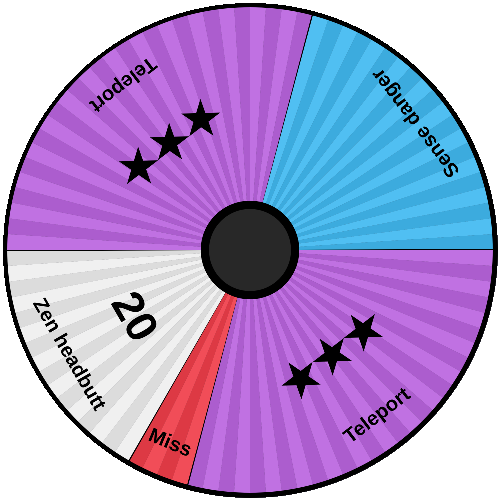 Teleport
★★★
Sense danger
Teleport
★★★
Miss
Zen headbutt
20